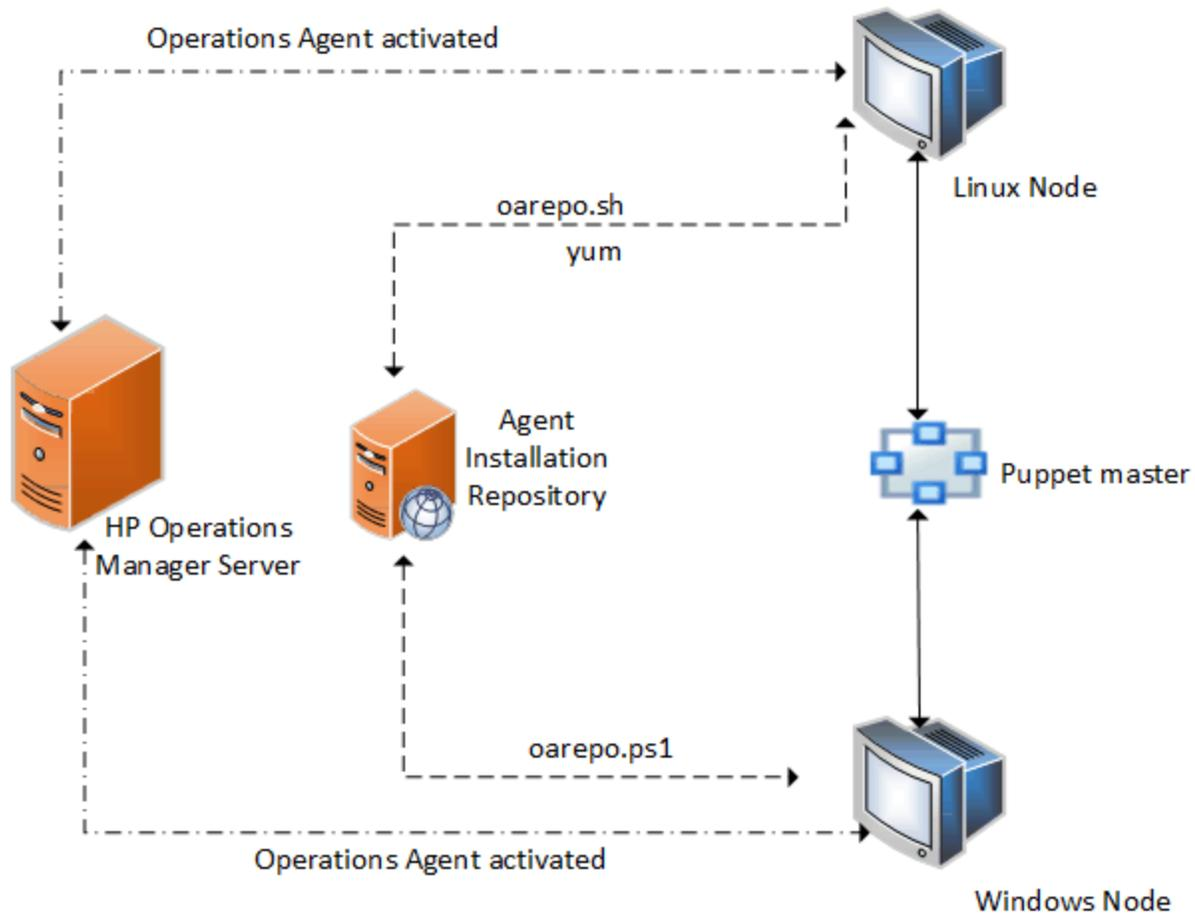 Operations Agent activated
Linux Node
oarepo.sh
yum
Agent
Installation
Repository
Puppet master
HP Operations
Manager Server
oarepo.ps1
Operations Agent activated
Windows Node